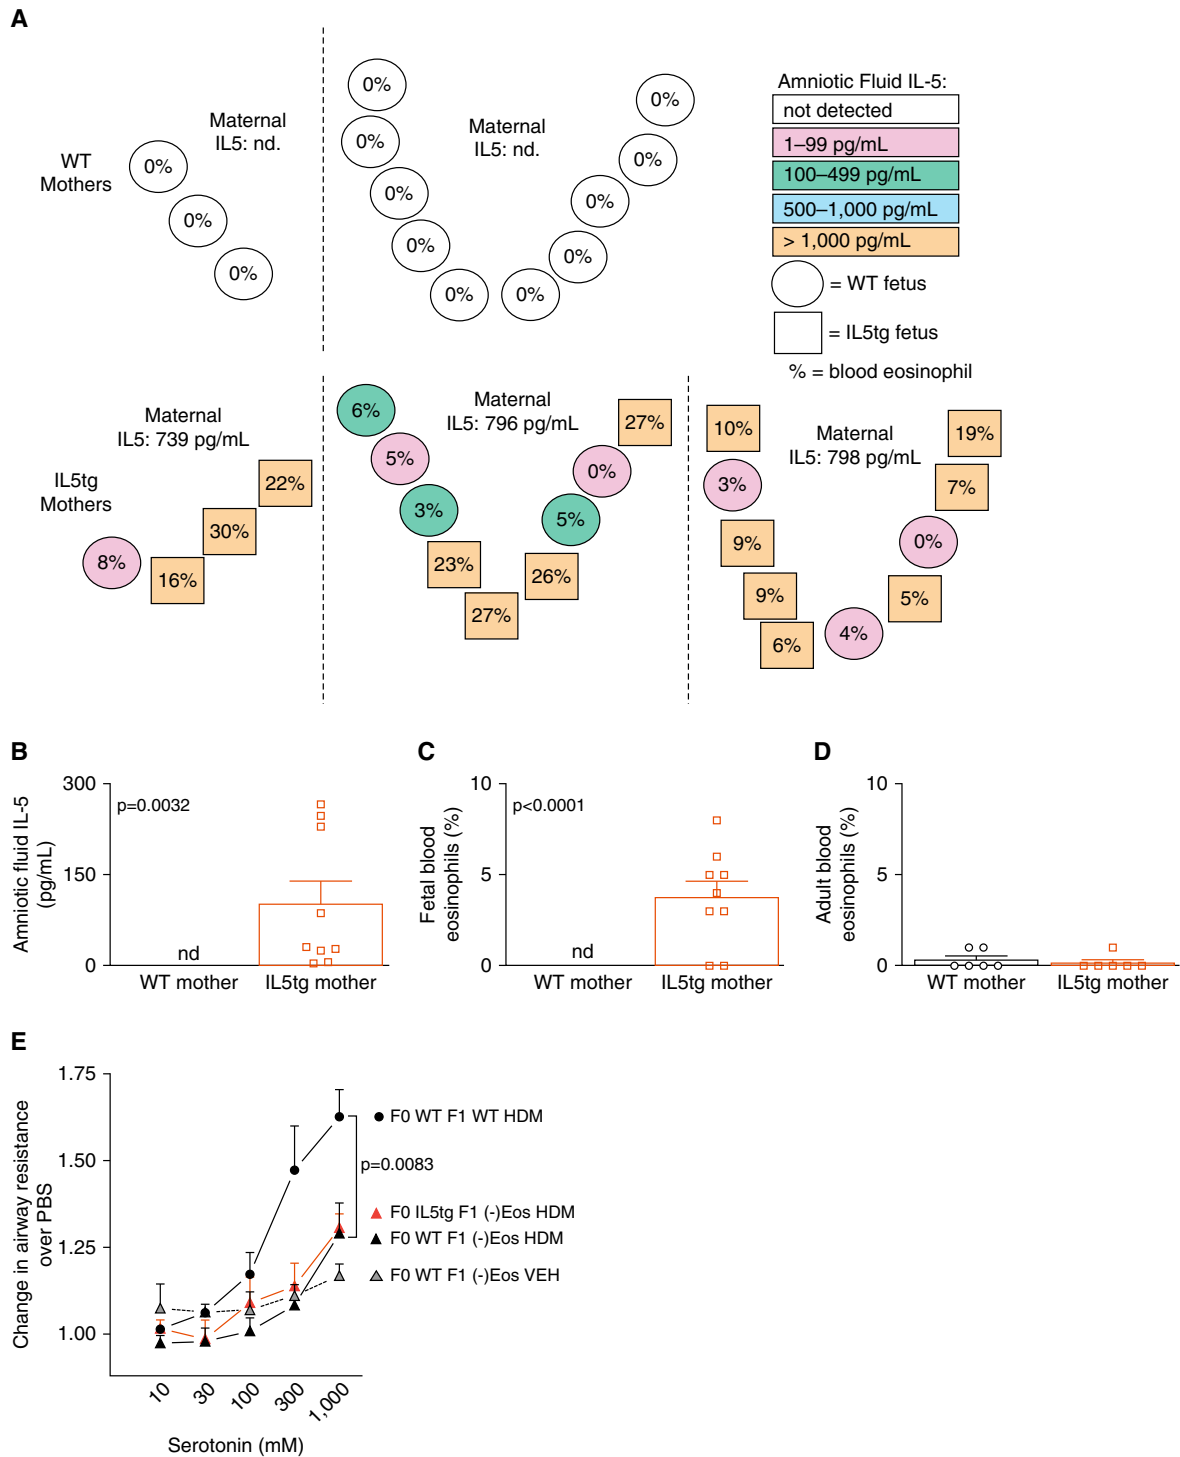 A
WT
Mothers
Maternal
IL5: nd.
0%
0%
0%
Maternal
IL5: nd.
0%
0%
0%
0%
0%
0%
0%
0%
0%
0%
Amniotic Fluid IL-5:
not detected
1–99 pg/mL
100–499 pg/mL
500–1,000 pg/mL
> 1,000 pg/mL
= WT fetus
= IL5tg fetus
% = blood eosinophil
IL5tg
Mothers
Maternal
IL5: 739 pg/mL
8%
16%
30%
22%
Maternal
IL5: 796 pg/mL
6%
5%
3%
23%
27%
26%
5%
0%
27%
Maternal
IL5: 798 pg/mL
10%
3%
9%
9%
6%
4%
5%
0%
7%
19%
B
Amniotic fluid IL-5
(pg/mL)
300
150
0
p=0.0032
nd
WT mother
IL5tg mother
C
Fetal blood
eosinophils (%)
10
5
0
p<0.0001
nd
WT mother
IL5tg mother
D
Adult blood
eosinophils (%)
10
5
0
WT mother
IL5tg mother
E
Change in airway resistance
over PBS
1.75
1.50
1.25
1.00
10
30
100
300
1,000
Serotonin (mM)
F0 WT F1 WT HDM
p=0.0083
F0 IL5tg F1 (-)Eos HDM
F0 WT F1 (-)Eos HDM
F0 WT F1 (-)Eos VEH